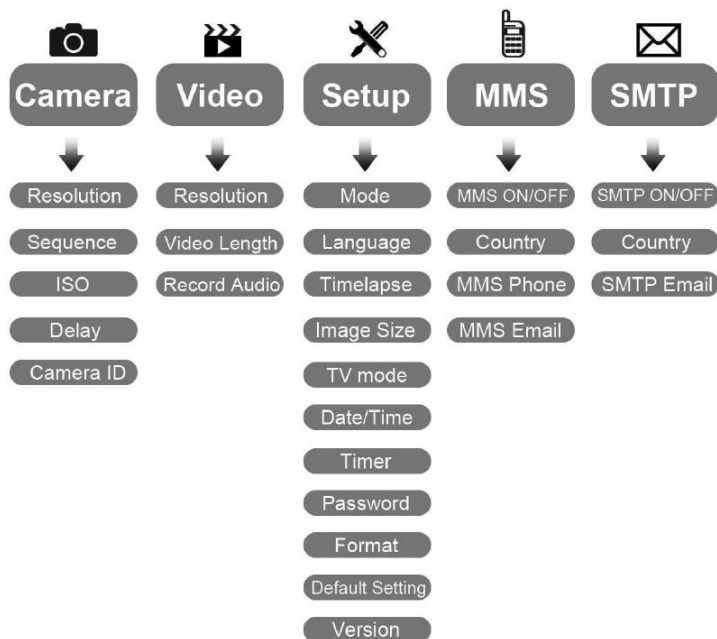 Camera
Video
Setup
MMS
SMTP
Resolution
Sequence
ISO
Delay
Camera ID
Resolution
Video Length
Record Audio
Mode
Language
Timelapse
Image Size
TV mode
Date/Time
Timer
Password
Format
Default Setting
Version
MMS ON/OFF
Country
MMS Phone
MMS Email
SMTP ON/OFF
Country
SMTP Email